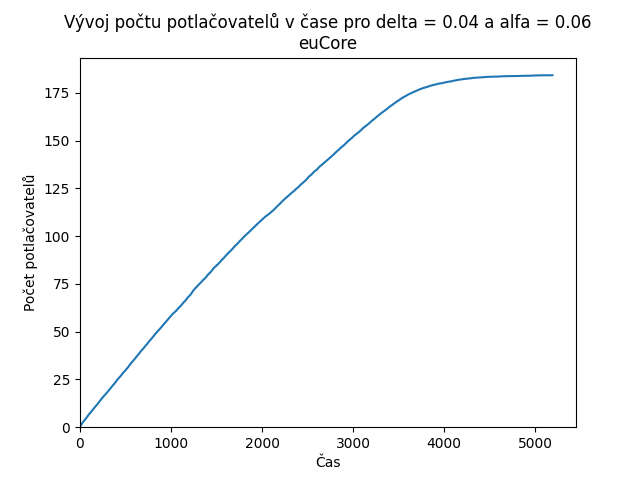 Vývoj počtu potlačovatelů v čase pro delta = 0.04 a alfa = 0.06
euCore
175
150
125
100
75
50
25
0
Počet potlačovatelů
0 1000 2000 3000 4000 5000
Čas